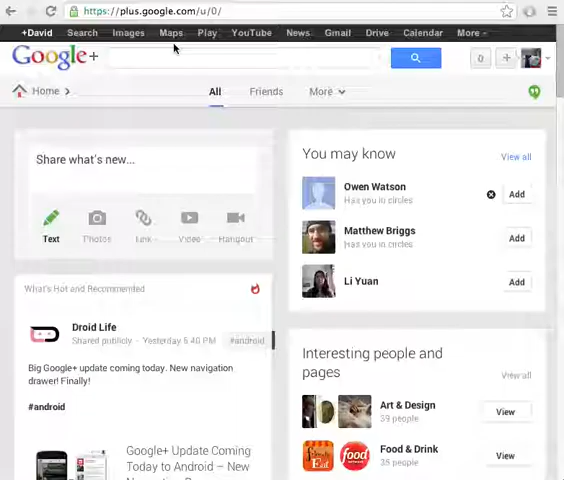 https://plus.google.com/u/0/
+David Search Images Maps Play YouTube News Gmail Drive Calendar More
Google+
0
Home All Friends More
Share what's new...
Text Photos Link Video Hangout
What's Hot and Recommended
Droid Life
Shared publicly - Yesterday 5:40 PM #android
Big Google+ update coming today. New navigation
drawer! Finally!
#android
Google+ Update Coming
Today to Android – New
You may know View all
Owen Watson
Has you in circles
Add
Matthew Briggs
Has you in circles
Add
Li Yuan
Add
Interesting people and
pages
View all
Art & Design
39 people
View
Food & Drink
35 people
View